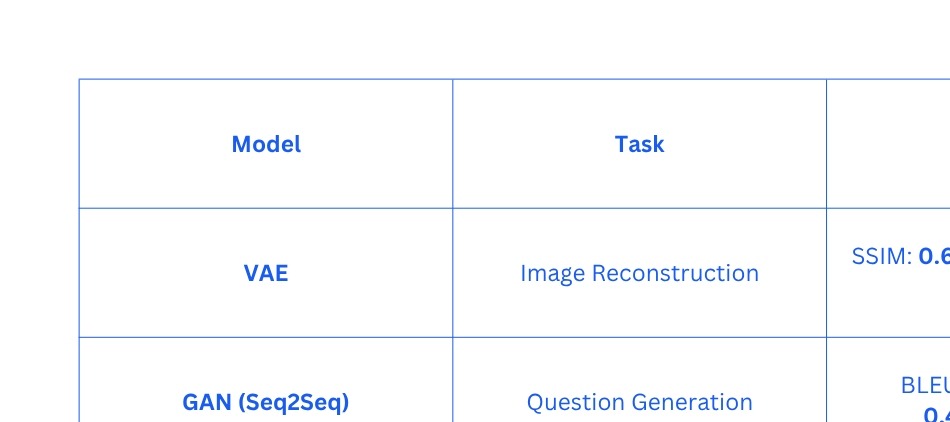 Model
Task
VAE
Image Reconstruction
SSIM:
GAN (Seq2Seq)
Question Generation